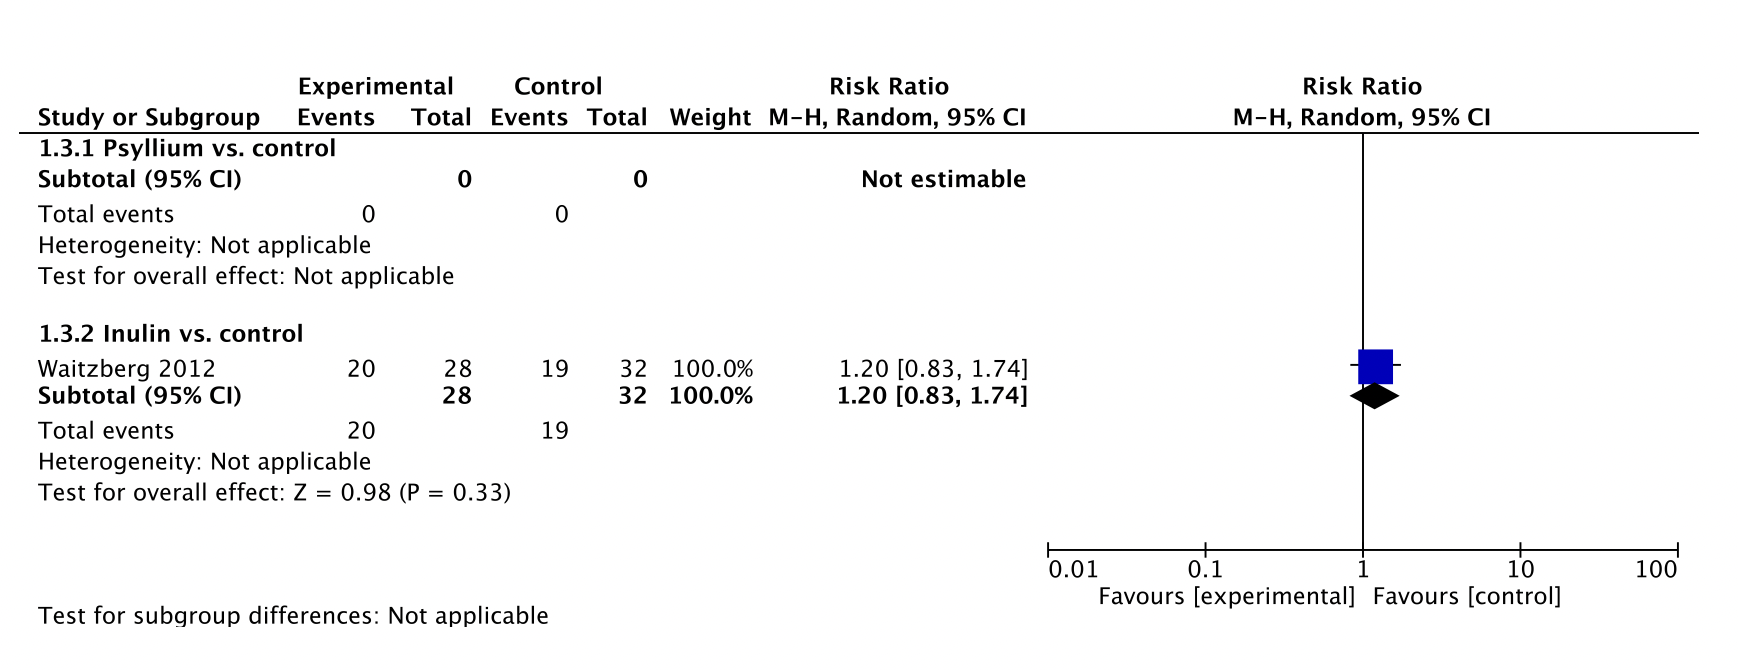 Experimental Control Risk Ratio Risk Ratio
Study or Subgroup Events Total Events Total Weight M-H, Random, 95% CI M-H, Random, 95% CI
1.3.1 Psyllium vs. control
Subtotal (95% CI) 0 0 Not estimable
Total events 0 0
Heterogeneity: Not applicable
Test for overall effect: Not applicable
1.3.2 Inulin vs. control
Waitzberg 2012 20 28 19 32 100.0% 1.20 [0.83, 1.74]
Subtotal (95% CI) 28 32 100.0% 1.20 [0.83, 1.74]
Total events 20 19
Heterogeneity: Not applicable
Test for overall effect: Z = 0.98 (P = 0.33)
0.01 0.1 1 10 100
Favours [experimental] Favours [control]
Test for subgroup differences: Not applicable